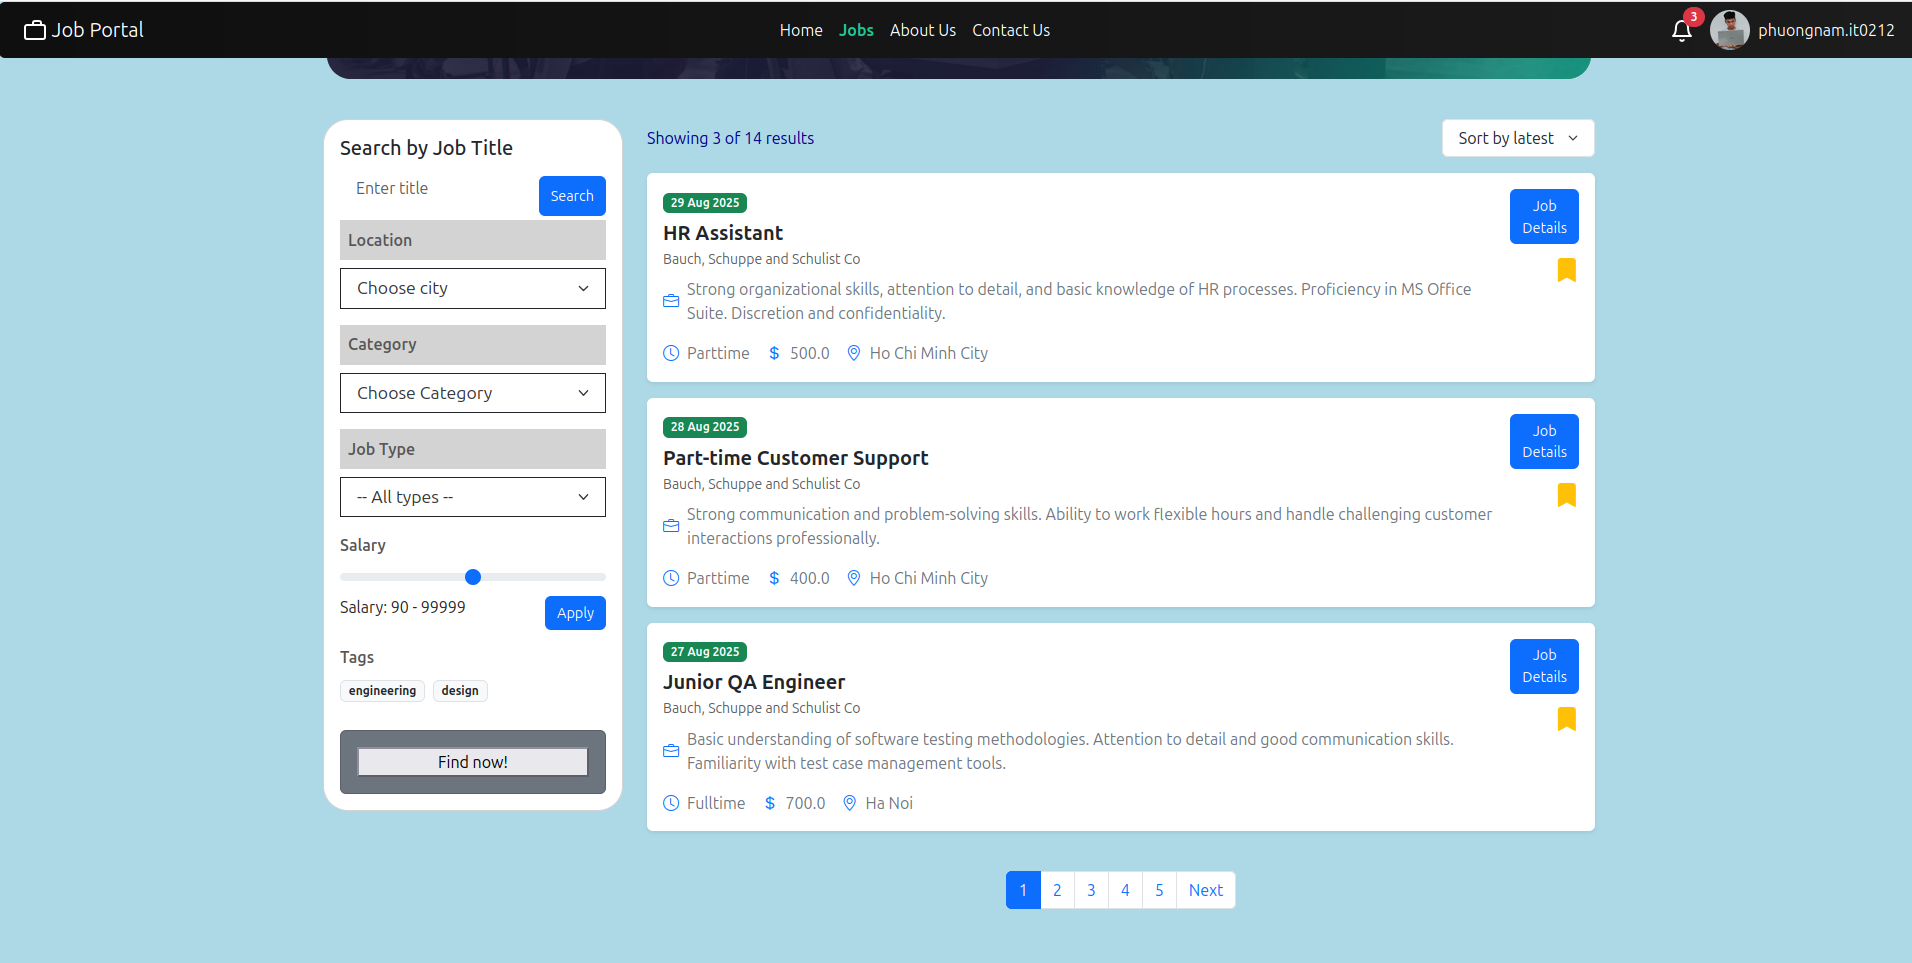 Job Portal
Home Jobs About Us Contact Us
3
phuongnam.it0212
Search by Job Title
Enter title
Search
Location
Choose city
Category
Choose Category
Job Type
-- All types --
Salary
Salary: 90 - 99999
Apply
Tags
engineering design
Find now!
Showing 3 of 14 results
Sort by latest
29 Aug 2025
HR Assistant
Bauch, Schuppe and Schulist Co
Strong organizational skills, attention to detail, and basic knowledge of HR processes. Proficiency in MS Office
Suite. Discretion and confidentiality.
Parttime $ 500.0 Ho Chi Minh City
Job
Details
28 Aug 2025
Part-time Customer Support
Bauch, Schuppe and Schulist Co
Strong communication and problem-solving skills. Ability to work flexible hours and handle challenging customer
interactions professionally.
Parttime $ 400.0 Ho Chi Minh City
Job
Details
27 Aug 2025
Junior QA Engineer
Bauch, Schuppe and Schulist Co
Basic understanding of software testing methodologies. Attention to detail and good communication skills.
Familiarity with test case management tools.
Fulltime $ 700.0 Ha Noi
Job
Details
1 2 3 4 5 Next